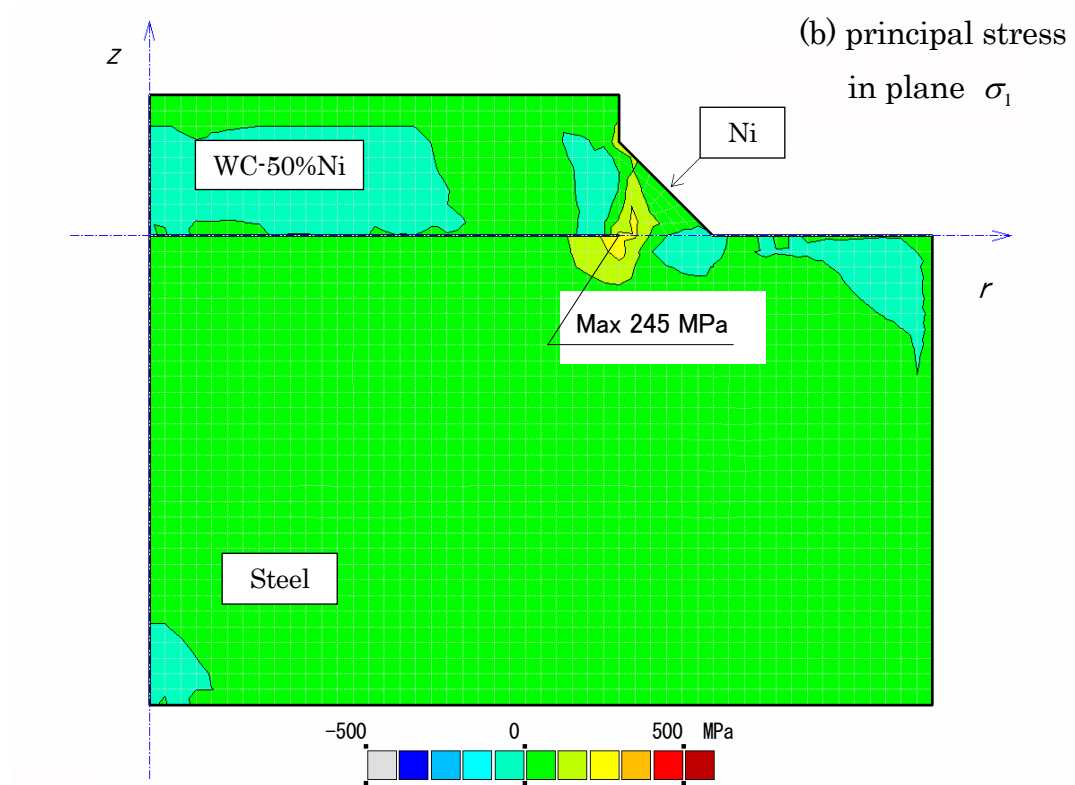 (b) principal stress
in plane σ₁
z
Ni
WC-50%Ni
r
Max 245 MPa
Steel
-500 0 500 MPa